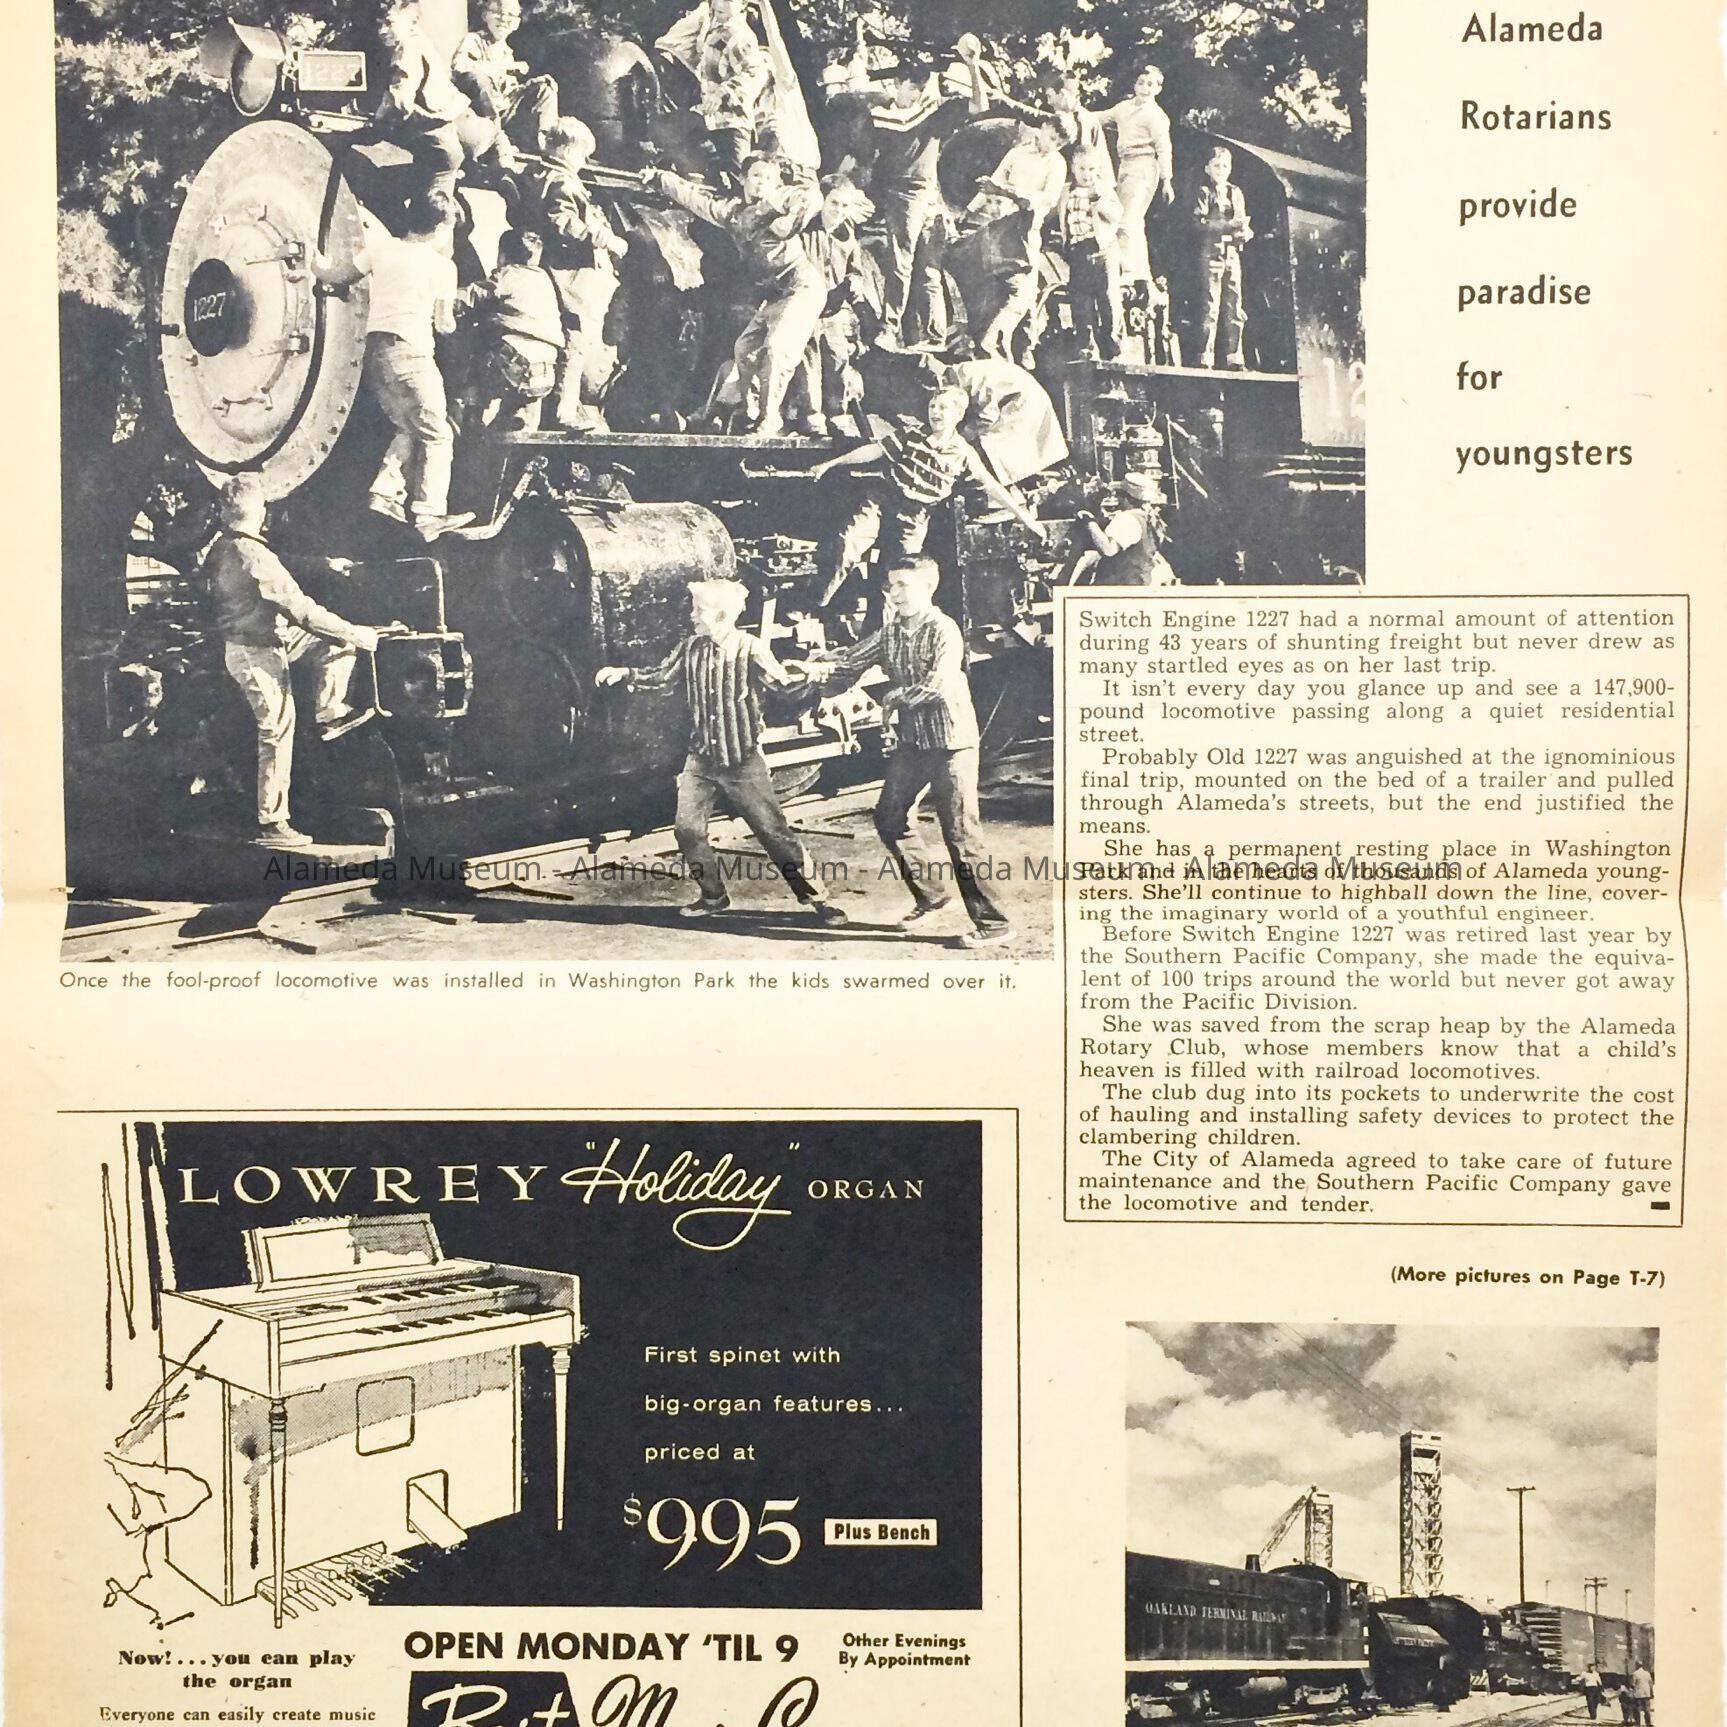 Alameda
Rotarians
provide
paradise
for
youngsters
1227
1227
12
Once the fool-proof locomotive was installed in Washington Park the kids swarmed over it.
Switch Engine 1227 had a normal amount of attention
during 43 years of shunting freight but never drew as
many startled eyes as on her last trip.
It isn't every day you glance up and see a 147,900-
pound locomotive passing along a quiet residential
street.
Probably Old 1227 was anguished at the ignominious
final trip, mounted on the bed of a trailer and pulled
through Alameda's streets, but the end justified the
means.
She has a permanent resting place in Washington
Park and in the hearts of thousands of Alameda young-
sters. She'll continue to highball down the line, cover-
ing the imaginary world of a youthful engineer.
Before Switch Engine 1227 was retired last year by
the Southern Pacific Company, she made the equiva-
lent of 100 trips around the world but never got away
from the Pacific Division.
She was saved from the scrap heap by the Alameda
Rotary Club, whose members know that a child's
heaven is filled with railroad locomotives.
The club dug into its pockets to underwrite the cost
of hauling and installing safety devices to protect the
clambering children.
The City of Alameda agreed to take care of future
maintenance and the Southern Pacific Company gave
the locomotive and tender.
Alameda Museum - Alameda Museum - Alameda Museum - Alameda Museum
(More pictures on Page T-7)
OAKLAND TERMINAL RAILWAY
LOWREY "Holiday" ORGAN
First spinet with
big-organ features...
priced at
$995 Plus Bench
OPEN MONDAY 'TIL 9
Other Evenings
By Appointment
Now!...you can play
the organ
Everyone can easily create music